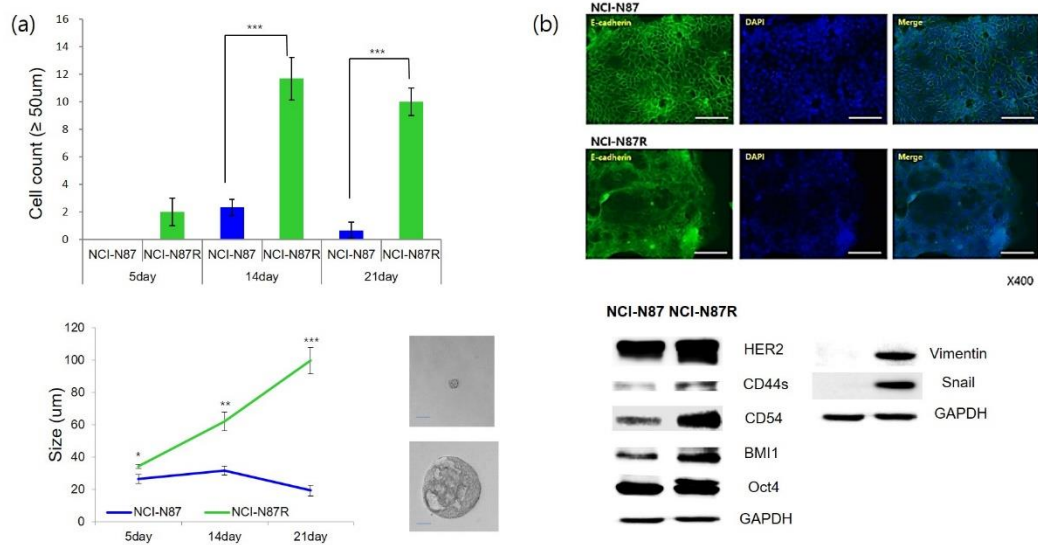 (a)
16
14
12
10
8
6
4
2
0
Cell count (≥ 50um)
***
***
NCI-N87 NCI-N87R NCI-N87 NCI-N87R NCI-N87 NCI-N87R
5day 14day 21day
120
100
80
60
40
20
0
Size (um)
*
**
***
NCI-N87 NCI-N87R
5day 14day 21day
(b)
NCI-N87
E-cadherin DAPI Merge
NCI-N87R
E-cadherin DAPI Merge
X400
NCI-N87 NCI-N87R
HER2
CD44s
CD54
BMI1
Oct4
GAPDH
Vimentin
Snail
GAPDH